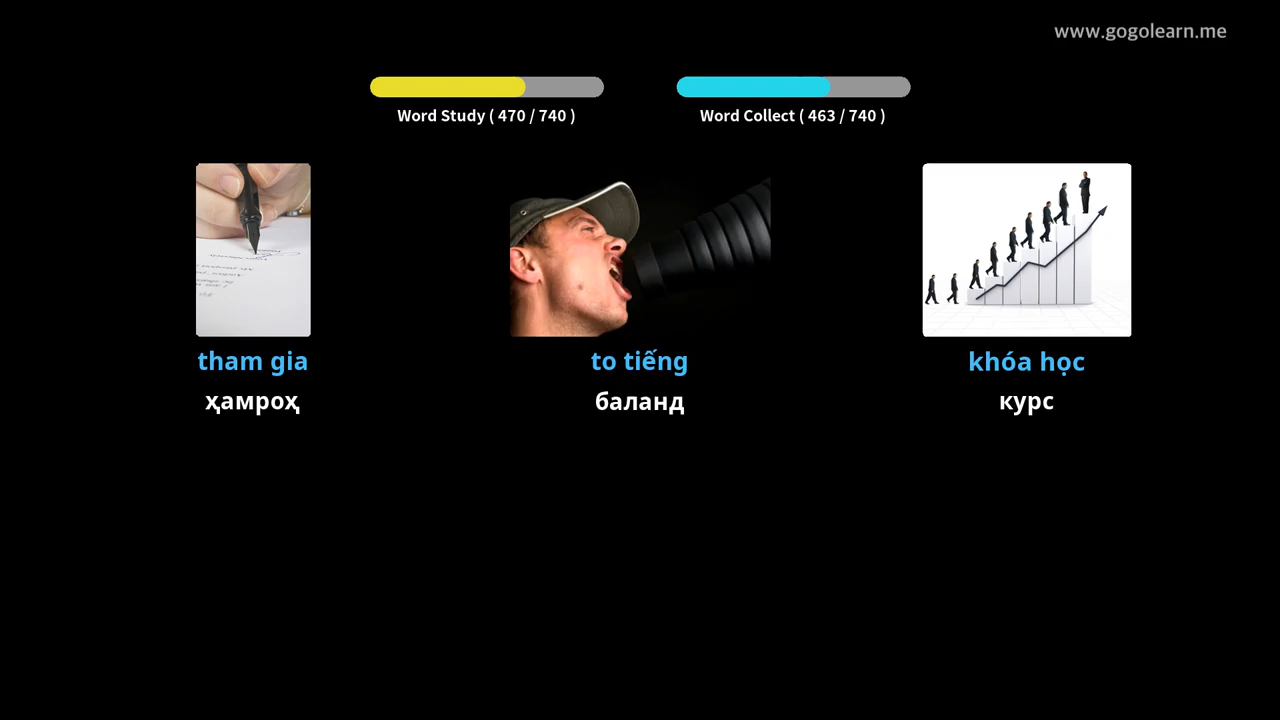 www.gogolearn.me
Word Study ( 470 / 740 )
Word Collect ( 463 / 740 )
tham gia
to tiếng
khóa học
ҳамроҳ
баланд
курс